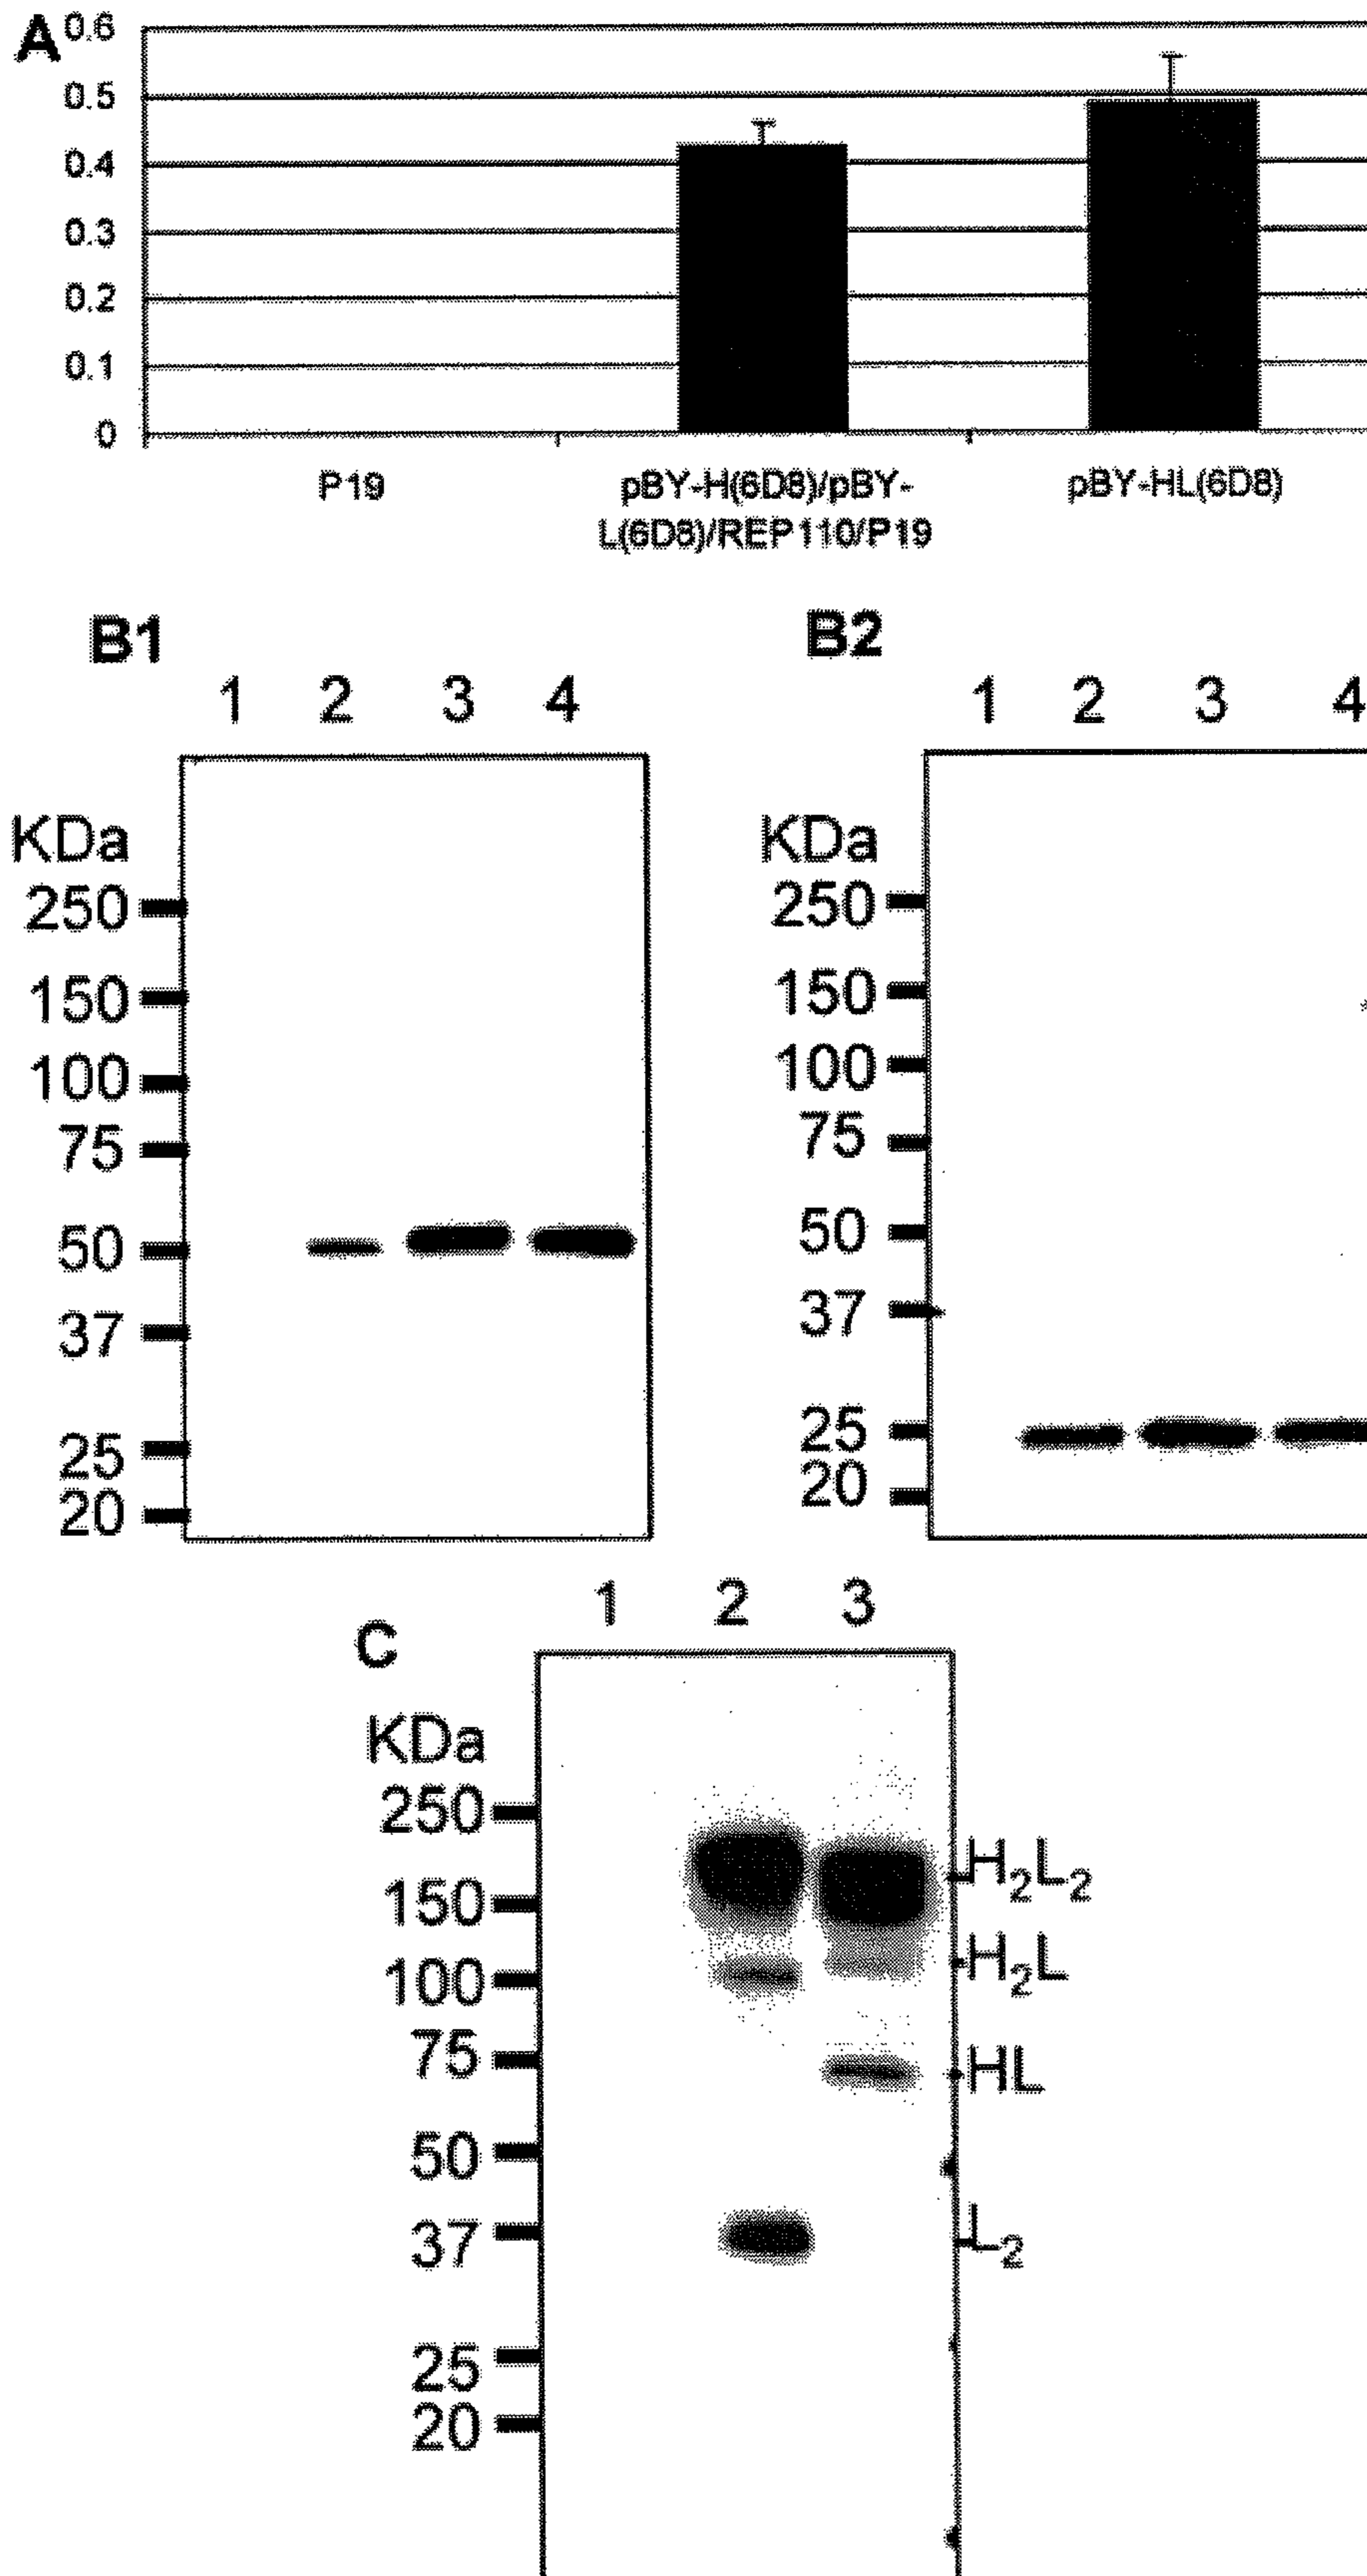 A
0.6
0.5
0.4
0.3
0.2
0.1
0
P19
pBY-H(6D8)/pBY-
L(6D8)/REP110/P19
pBY-HL(6D8)
B1
1 2 3 4
KDa
250
150
100
75
50
37
25
20
B2
1 2 3 4
KDa
250
150
100
75
50
37
25
20
C
1 2 3
KDa
250
150
100
75
50
37
25
20
H₂L₂
H₂L
HL
L₂